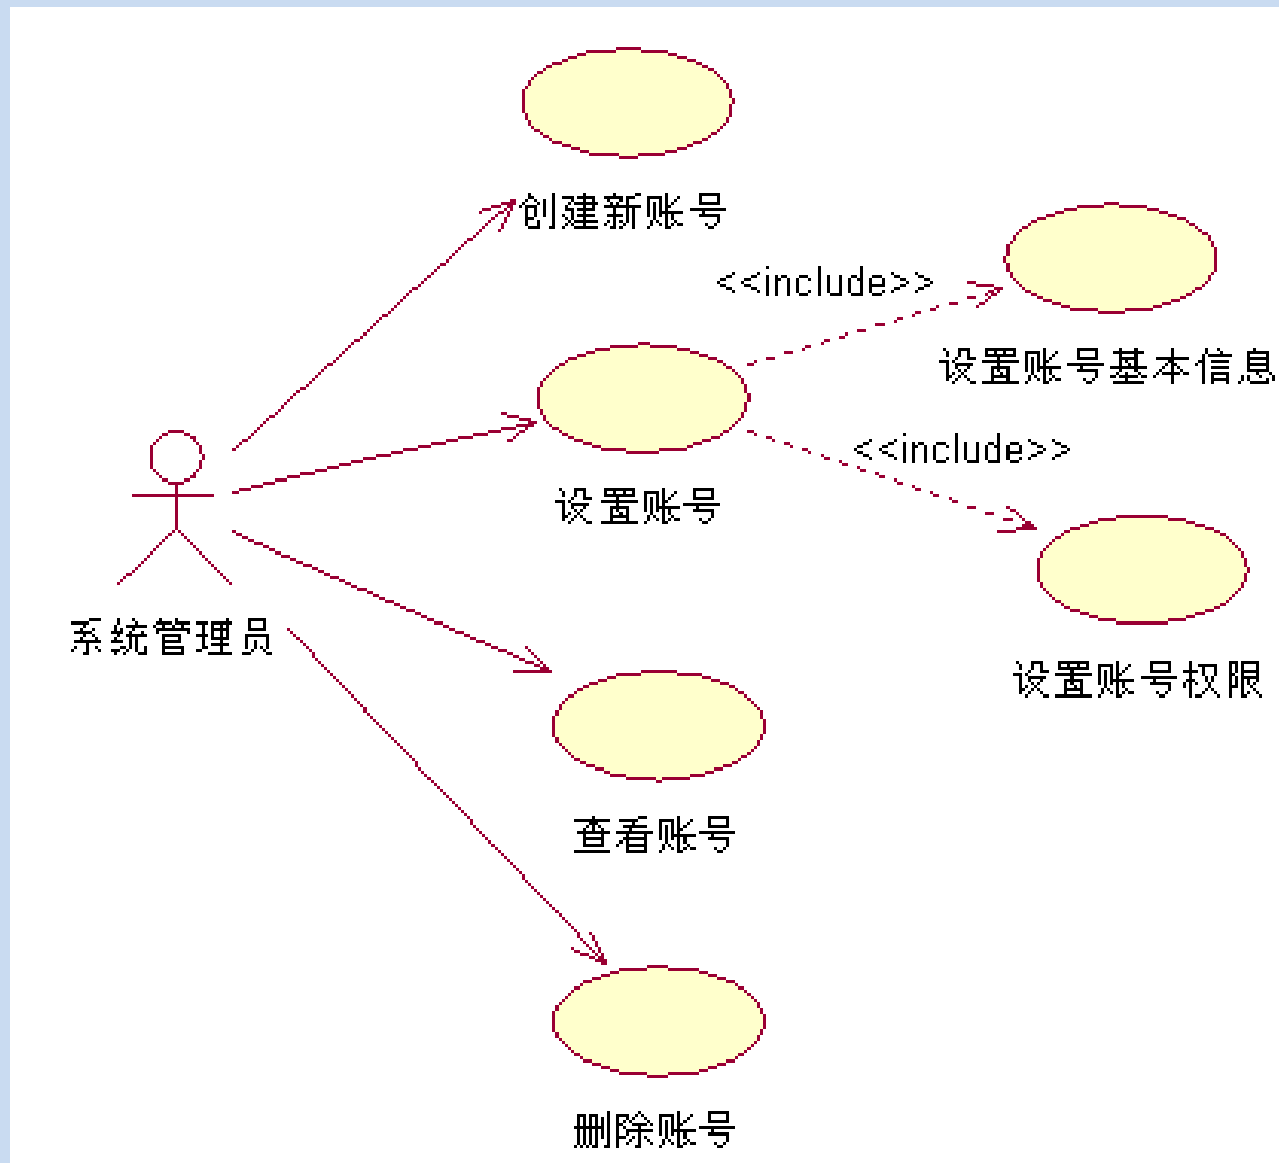 创建新账号
<<include>>
设置账号基本信息
<<include>>
设置账号
系统管理员
设置账号权限
查看账号
删除账号